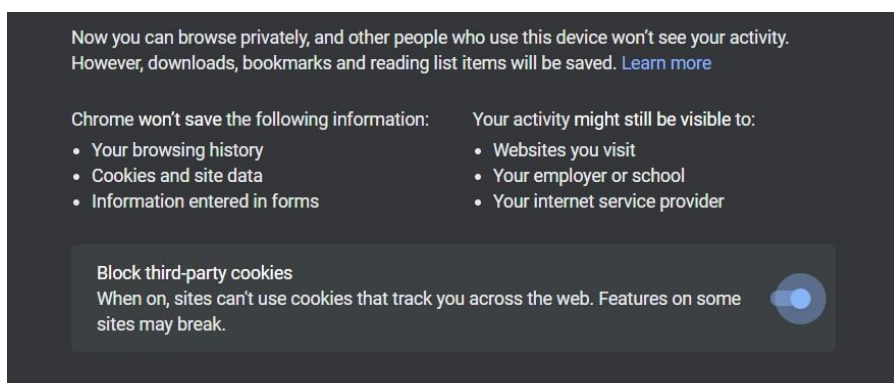 Now you can browse privately, and other people who use this device won’t see your activity.
However, downloads, bookmarks and reading list items will be saved. Learn more
Chrome won’t save the following information:
• Your browsing history
• Cookies and site data
• Information entered in forms
Your activity might still be visible to:
• Websites you visit
• Your employer or school
• Your internet service provider
Block third-party cookies
When on, sites can't use cookies that track you across the web. Features on some
sites may break.